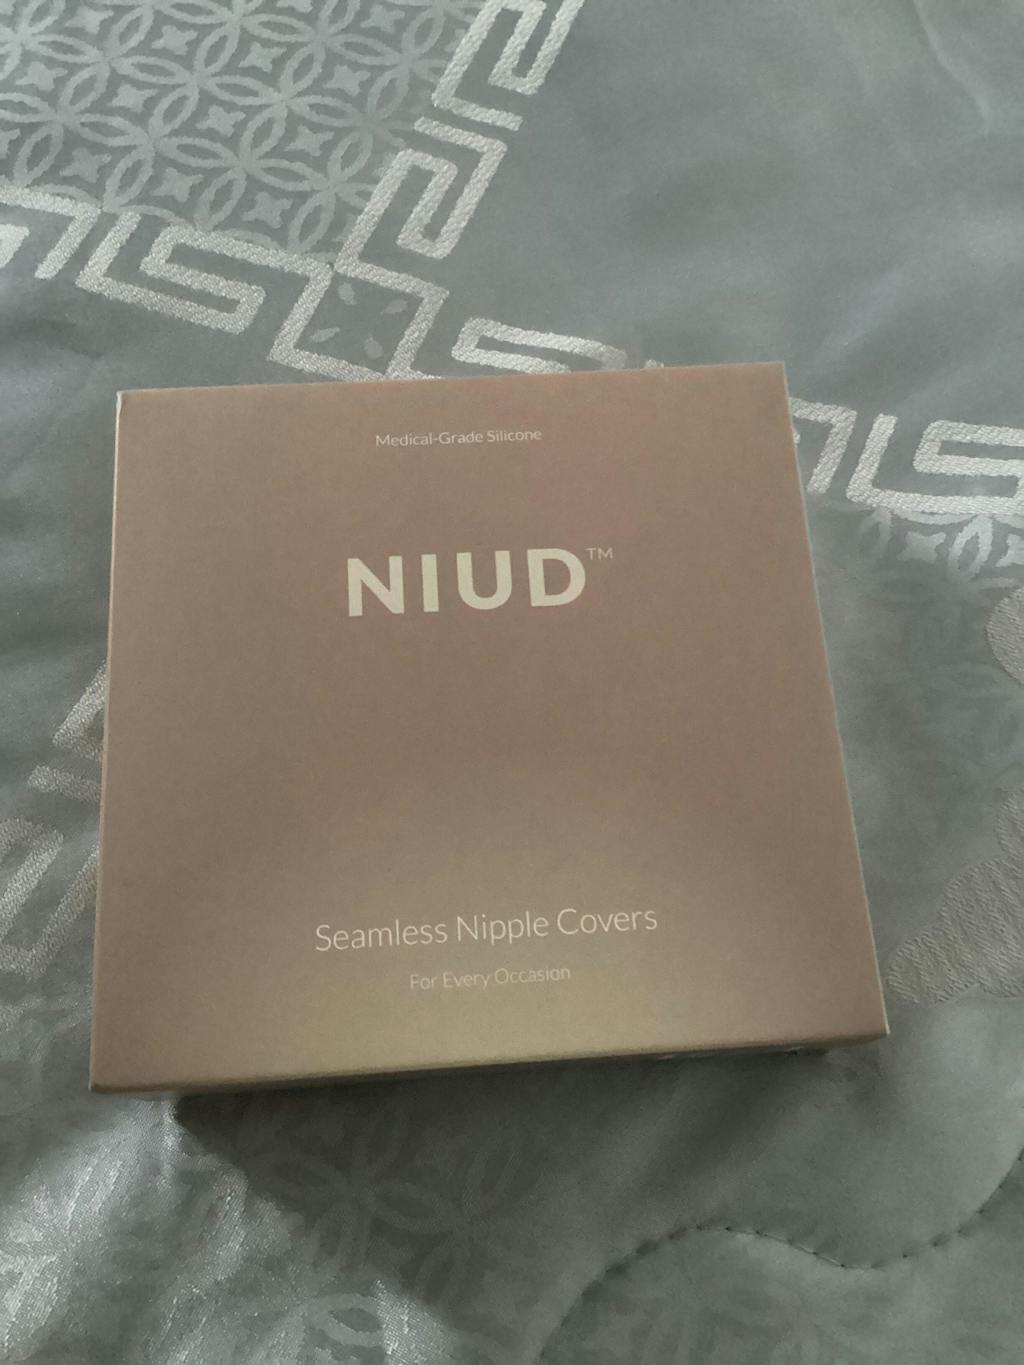 Medical-Grade Silicone
NIUD™
Seamless Nipple Covers
For Every Occasion